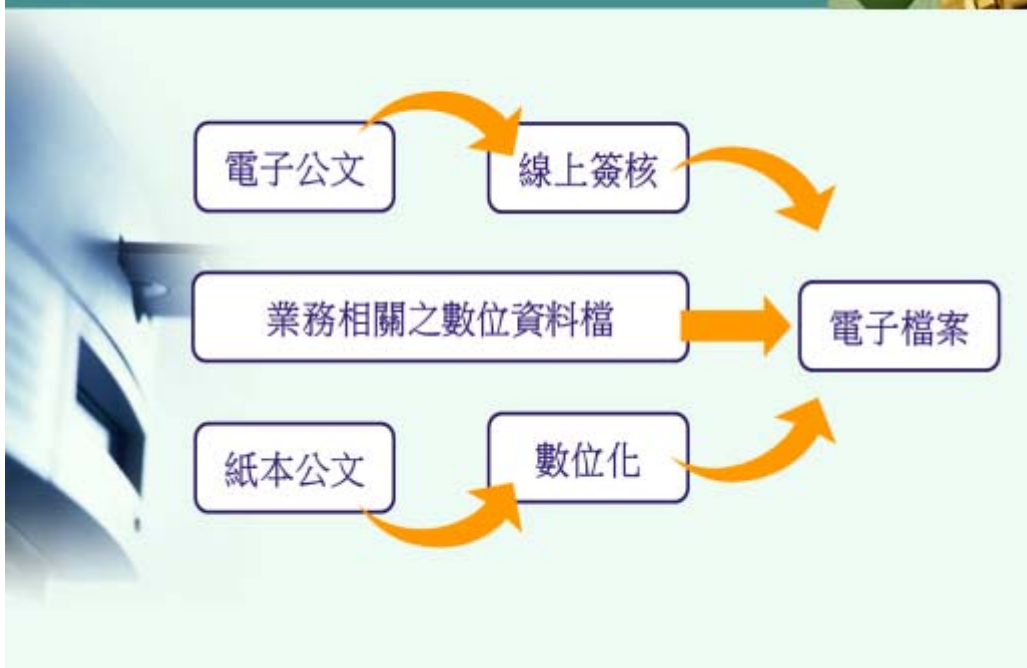 電子公文
線上簽核
業務相關之數位資料檔
電子檔案
紙本公文
數位化